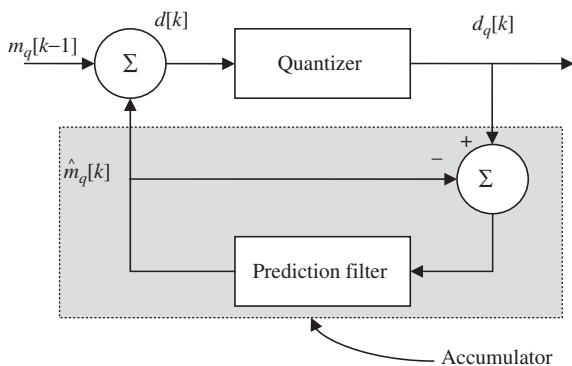 d[k]
d_q[k]
m_q[k−1]
Σ
Quantizer
+
−
m̂_q[k]
Σ
Prediction filter
Accumulator